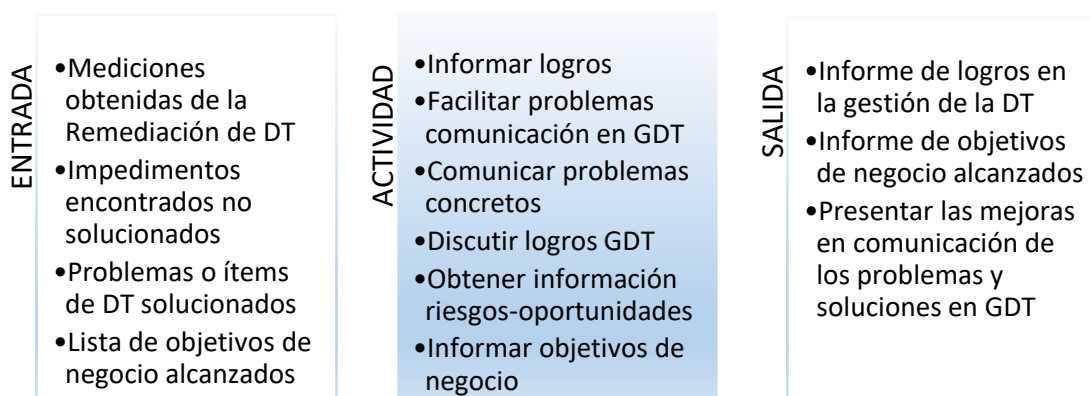 ENTRADA
•Mediciones
obtenidas de la
Remediación de DT
•Impedimentos
encontrados no
solucionados
•Problemas o ítems
de DT solucionados
•Lista de objetivos de
negocio alcanzados
ACTIVIDAD
•Informar logros
•Facilitar problemas
comunicación en GDT
•Comunicar problemas
concretos
•Discutir logros GDT
•Obtener información
riesgos-oportunidades
•Informar objetivos de
negocio
SALIDA
•Informe de logros en
la gestión de la DT
•Informe de objetivos
de negocio alcanzados
•Presentar las mejoras
en comunicación de
los problemas y
soluciones en GDT